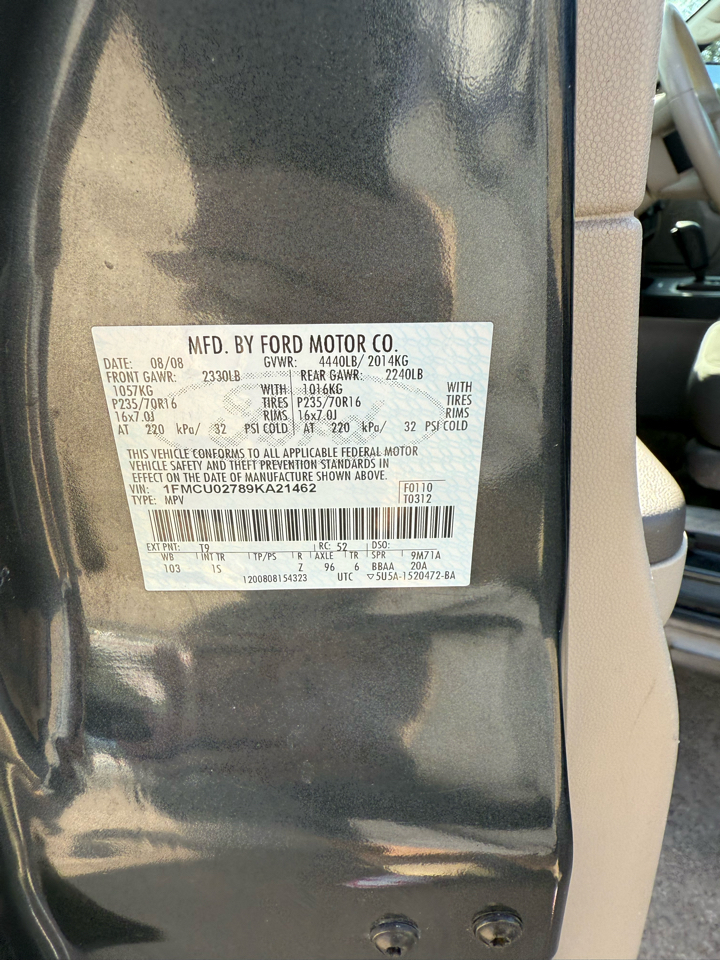 MFD. BY FORD MOTOR CO.
DATE: 08/08 GVWR: 4440LB/ 2014KG
FRONT GAWR: 2330LB REAR GAWR: 2240LB
1057KG WITH 1016KG WITH
P235/70R16 TIRES P235/70R16 TIRES
16x7.0J RIMS 16x7.0J RIMS
AT 220 kPa/ 32 PSI COLD AT 220 kPa/ 32 PSI COLD
Ford
THIS VEHICLE CONFORMS TO ALL APPLICABLE FEDERAL MOTOR
VEHICLE SAFETY AND THEFT PREVENTION STANDARDS IN
EFFECT ON THE DATE OF MANUFACTURE SHOWN ABOVE.
VIN: 1FMCU02789KA21462 F0110
TYPE: MPV T0312
EXT PNT: T9 RC: 52 DSO:
WB INT TR TP/PS R AXLE TR SPR 9M71A
103 1S Z 96 6 BBAA 20A
1200808154323 UTC ▽5U5A-1520472-BA